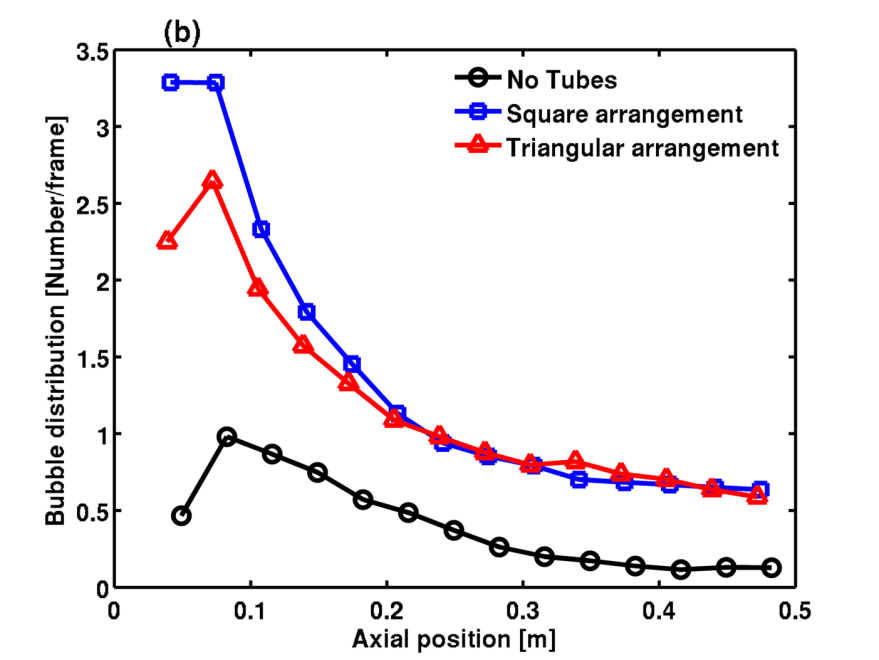 (b)
3.5
3
2.5
2
1.5
1
0.5
0
0
0.1
0.2
0.3
0.4
0.5
Bubble distribution [Number/frame]
Axial position [m]
No Tubes
Square arrangement
Triangular arrangement